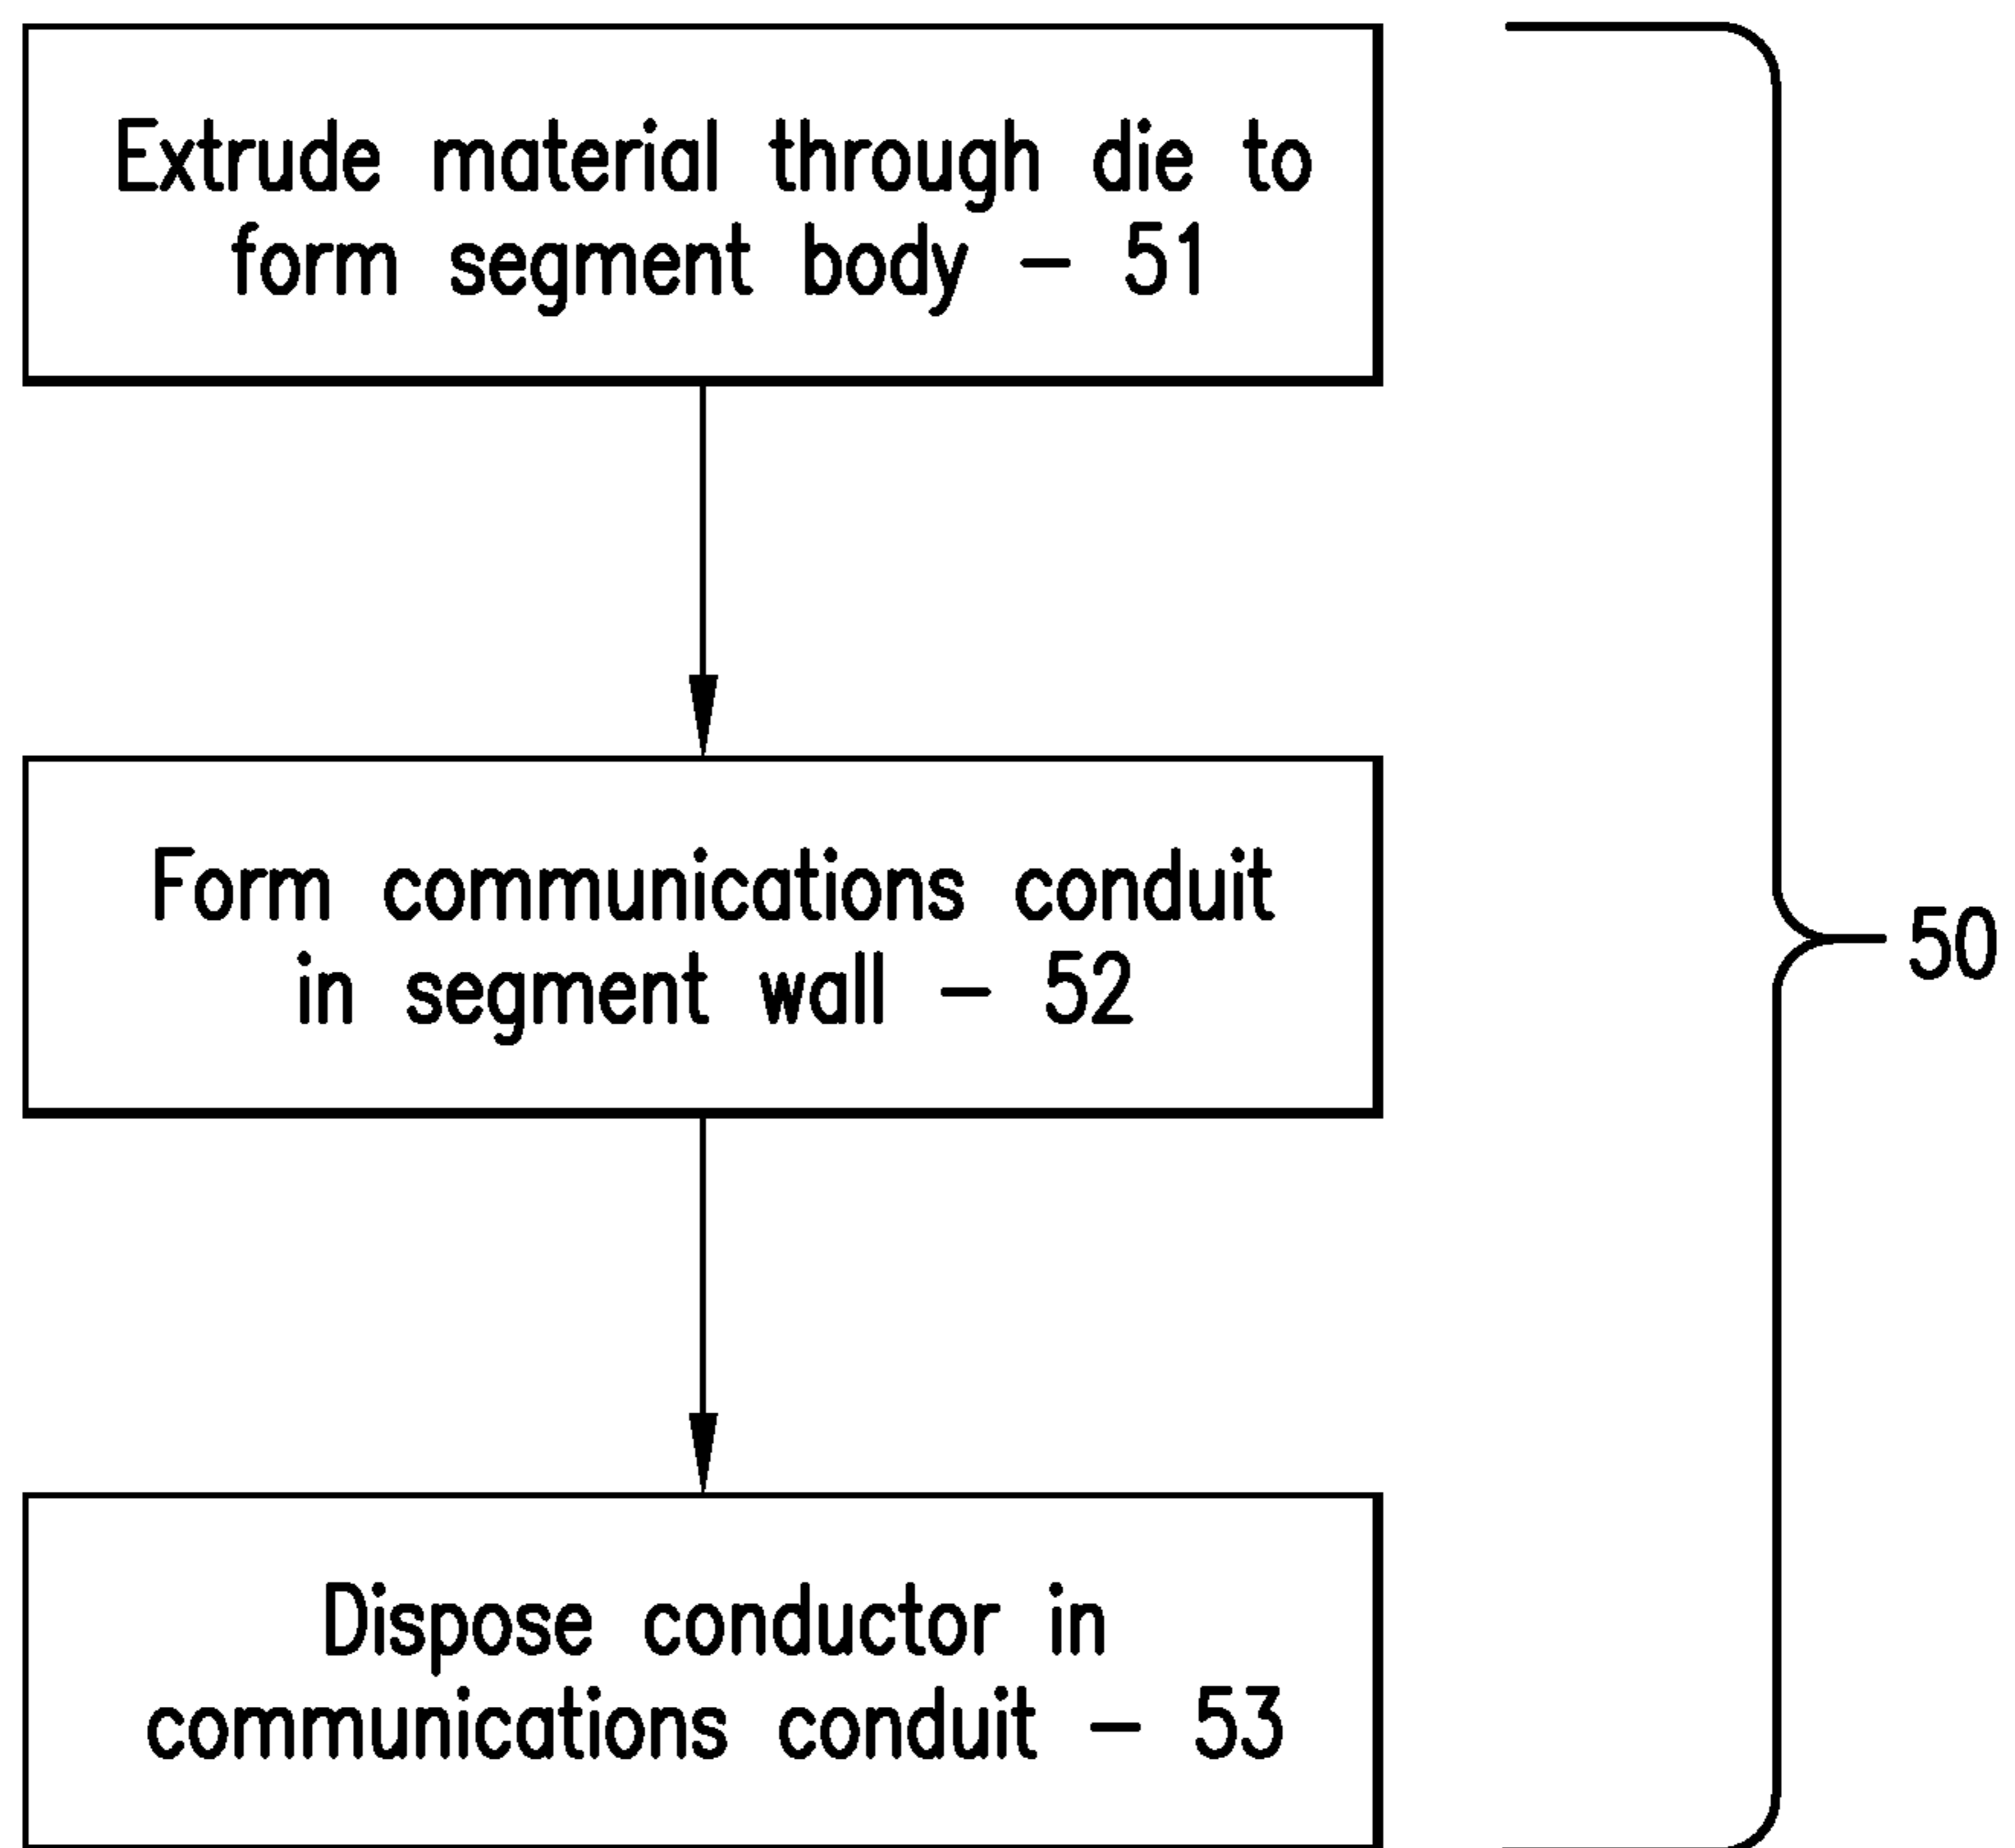 Extrude material through die to
form segment body – 51
Form communications conduit
in segment wall – 52
50
Dispose conductor in
communications conduit – 53